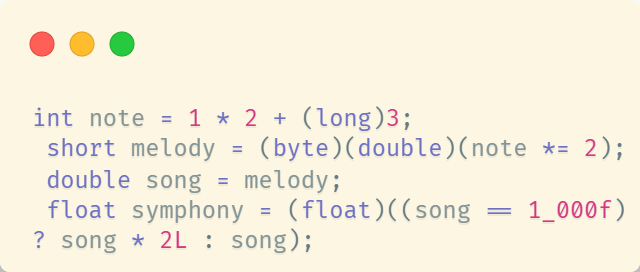 int note = 1 * 2 + (long)3;
short melody = (byte)(double)(note *= 2);
double song = melody;
float symphony = (float)((song == 1_000f)
? song * 2L : song);